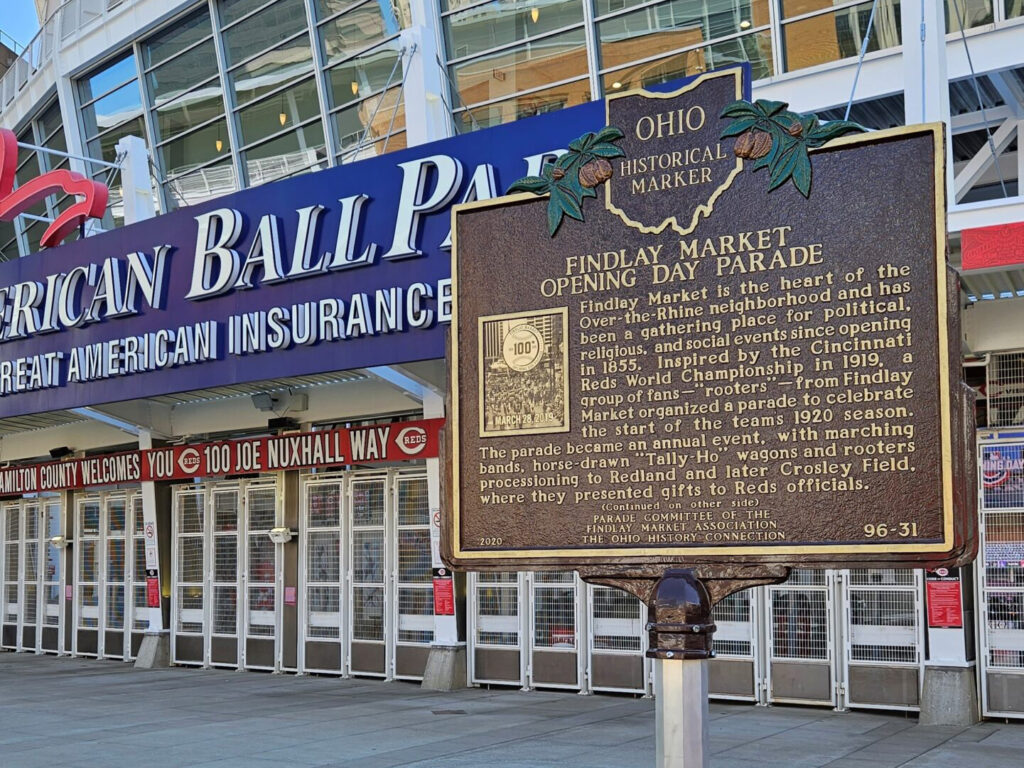 ERICAN BALL PA
REAT AMERICAN INSURANCE
AMILTON COUNTY WELCOMES YOU REDS 100 JOE NUXHALL WAY REDS
OHIO
HISTORICAL
MARKER
FINDLAY MARKET
OPENING DAY PARADE
Findlay Market is the heart of the
Over-the-Rhine neighborhood and has
been a gathering place for political,
religious, and social events since opening
in 1855. Inspired by the Cincinnati
Reds World Championship in 1919, a
group of fans—"rooters"—from Findlay
Market organized a parade to celebrate
the start of the teams 1920 season.
The parade became an annual event, with marching
bands, horse-drawn "Tally-Ho" wagons and rooters
processioning to Redland and later Crosley Field,
where they presented gifts to Reds officials.
(Continued on other side)
PARADE COMMITTEE OF THE
FINDLAY MARKET ASSOCIATION
THE OHIO HISTORY CONNECTION
2020
96-31
100
MARCH 28, 2019
OPENING DAY